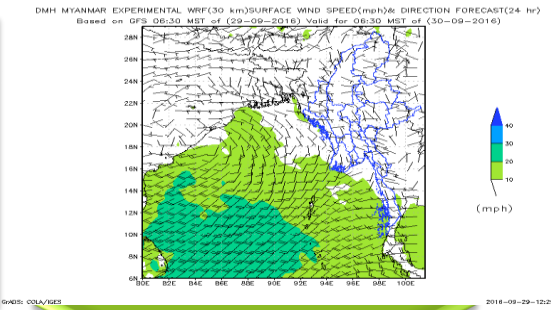 DMH MYANMAR EXPERIMENTAL WRF(30 km)SURFACE WIND SPEED(mph)& DIRECTION FORECAST(24 hr)
Based on GFS 06:30 MST of (29-09-2016) Valid for 06:30 MST of (30-09-2016)
28N
26N
24N
22N
20N
18N
16N
14N
12N
10N
8N
6N
80E 82E 84E 86E 88E 90E 92E 94E 96E 98E 100E
40
30
20
10
(mph)
GrADS: COLA/IGES
2016-09-29-12:25